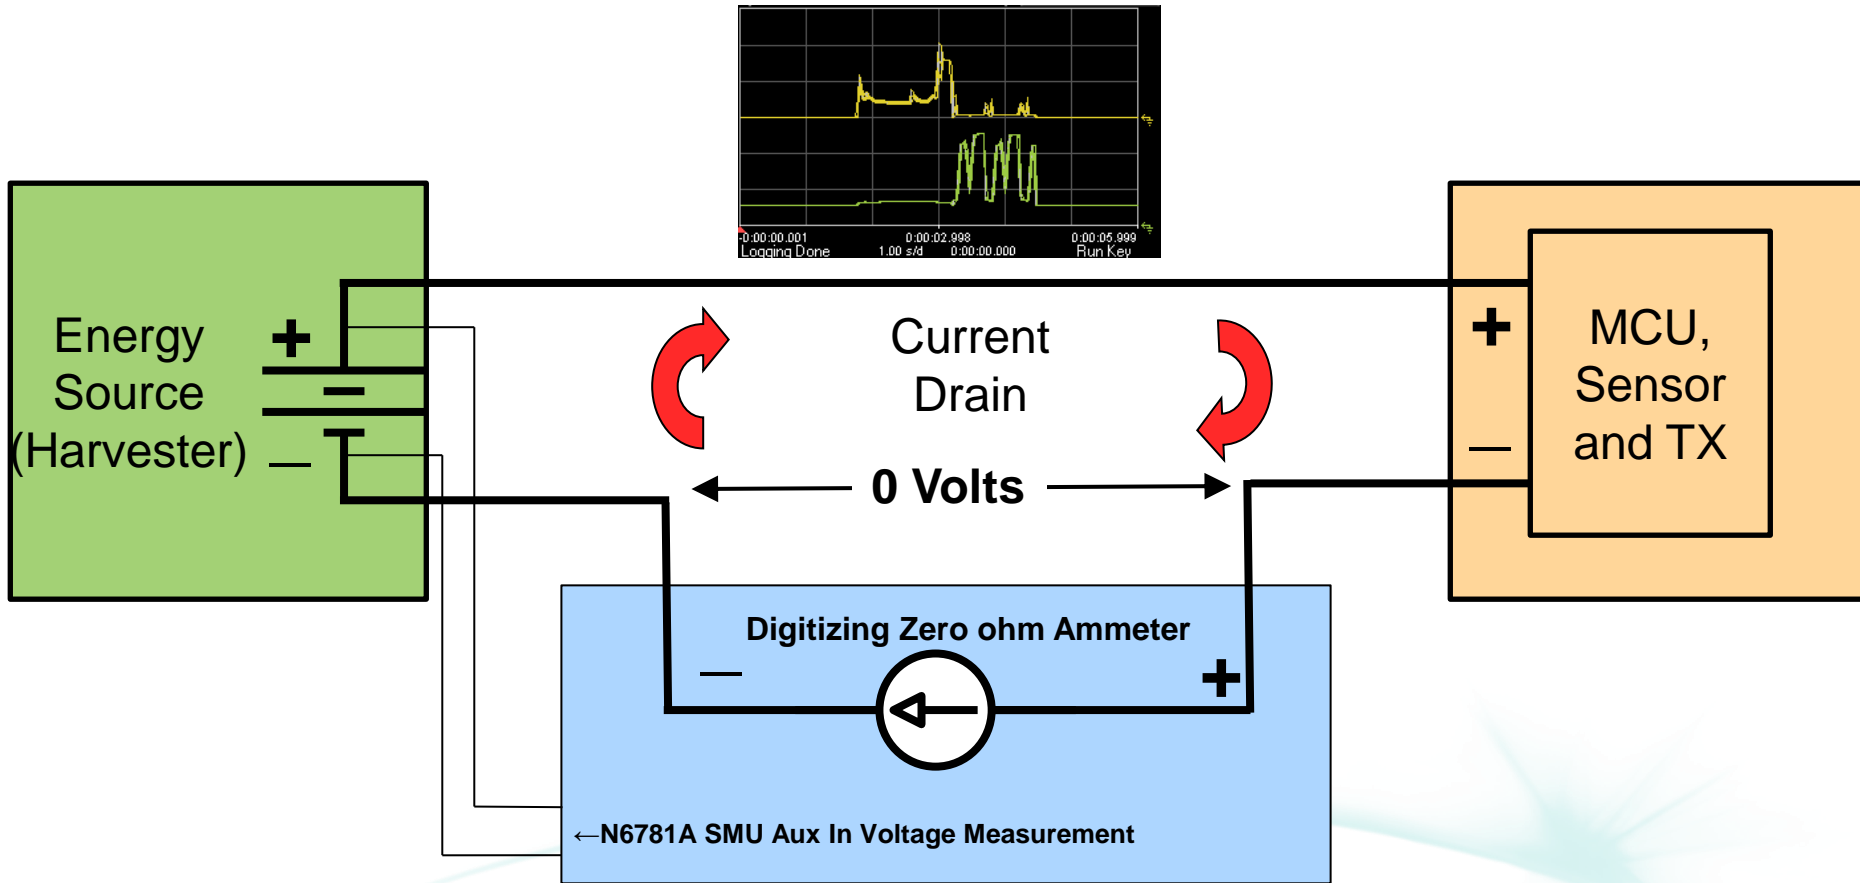 -0:00:00.001 0:00:02.998 0:00:05.999
Logging Done 1.00 s/d 0:00:00.000 Run Key
Energy
Source
(Harvester)
+
–
Current
Drain
0 Volts
+
–
MCU,
Sensor
and TX
Digitizing Zero ohm Ammeter
– +
←N6781A SMU Aux In Voltage Measurement